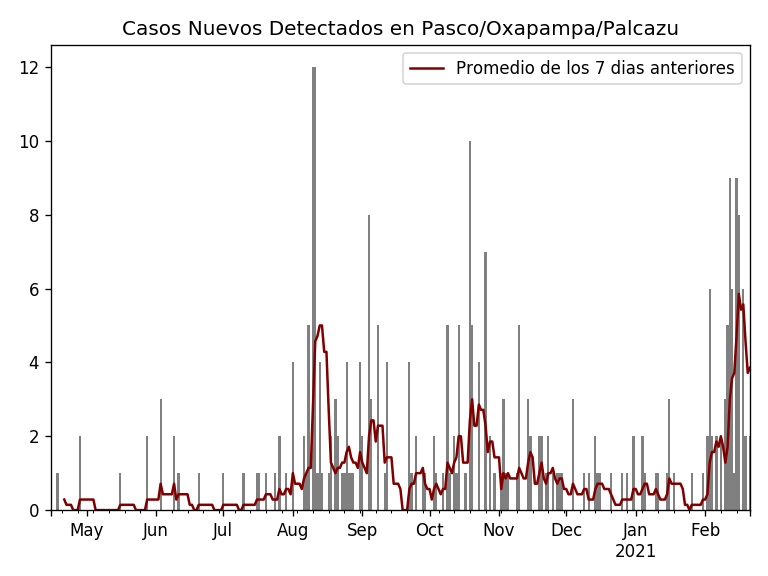 Casos Nuevos Detectados en Pasco/Oxapampa/Palcazu
Promedio de los 7 dias anteriores
12
10
8
6
4
2
0
May Jun Jul Aug Sep Oct Nov Dec Jan Feb
2021